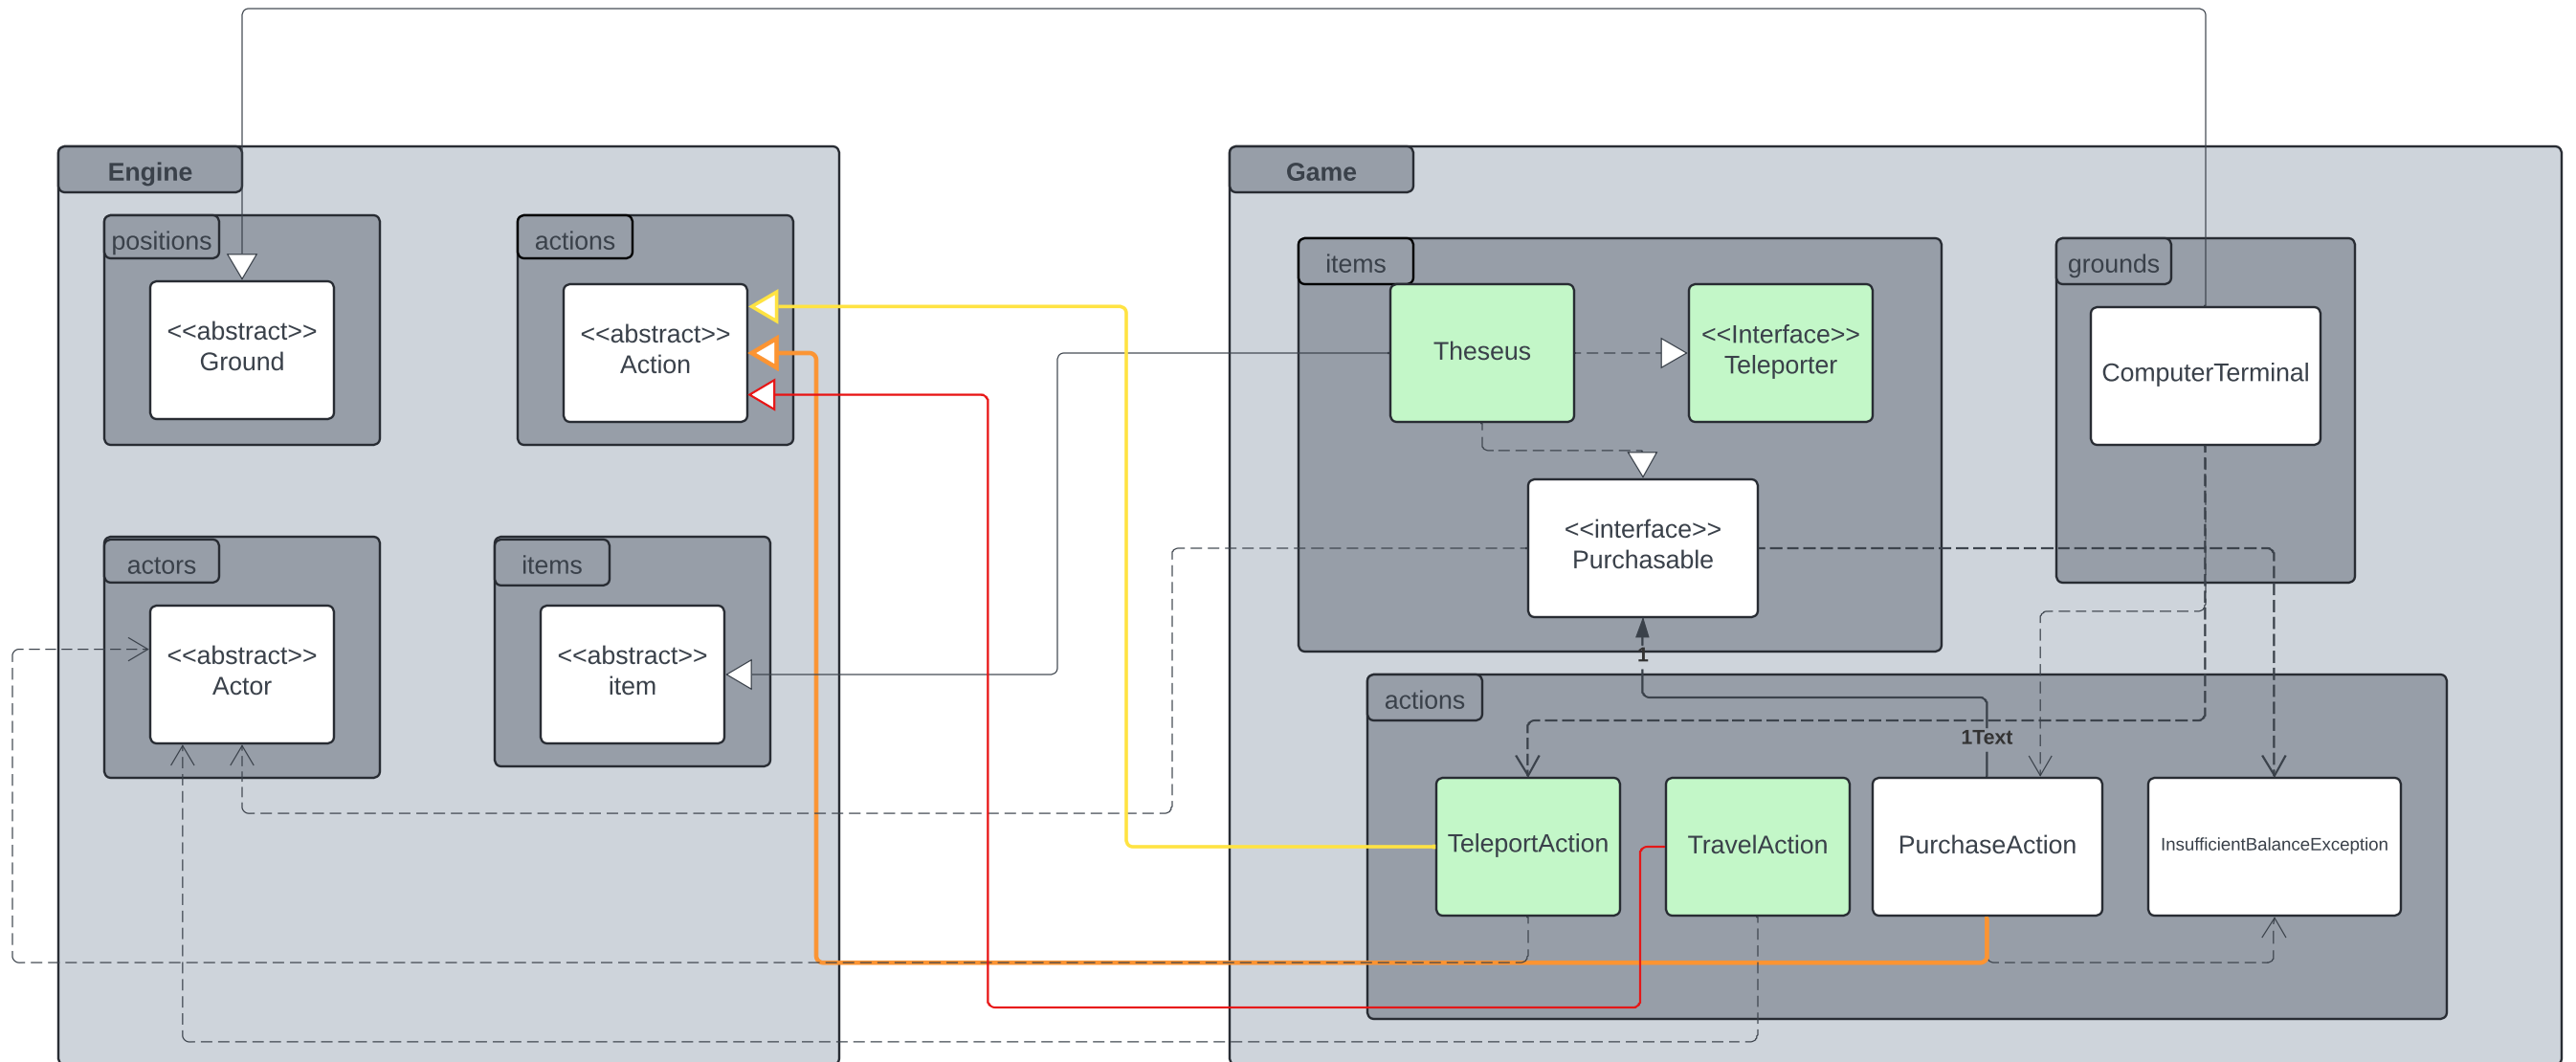 Engine
positions
<<abstract>>
Ground
actions
<<abstract>>
Action
actors
<<abstract>>
Actor
items
<<abstract>>
item
Game
items
Theseus
<<Interface>>
Teleporter
<<interface>>
Purchasable
1
grounds
ComputerTerminal
actions
1Text
TeleportAction
TravelAction
PurchaseAction
InsufficientBalanceException